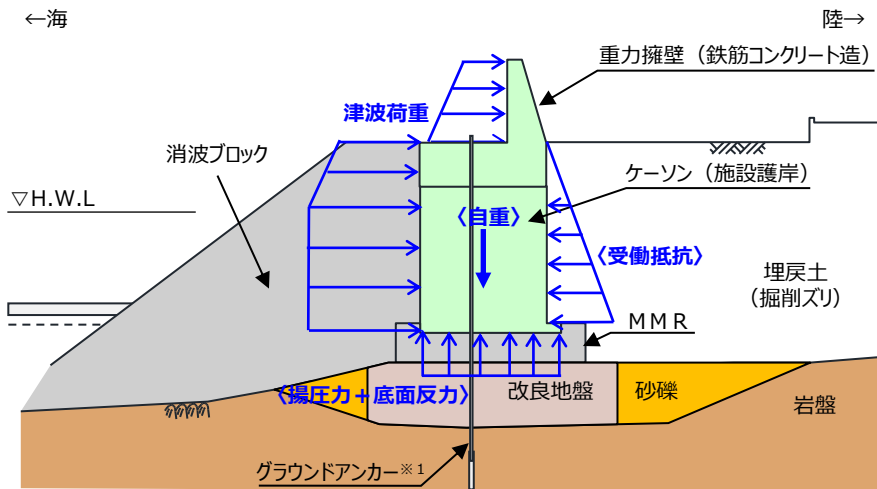 ←海
陸→
重力擁壁（鉄筋コンクリート造）
津波荷重
消波ブロック
ケーソン（施設護岸）
▽H.W.L
〈自重〉
〈受働抵抗〉
埋戻土
（掘削ズリ）
MMR
〈揚圧力＋底面反力〉
改良地盤
砂礫
岩盤
グラウンドアンカー※1